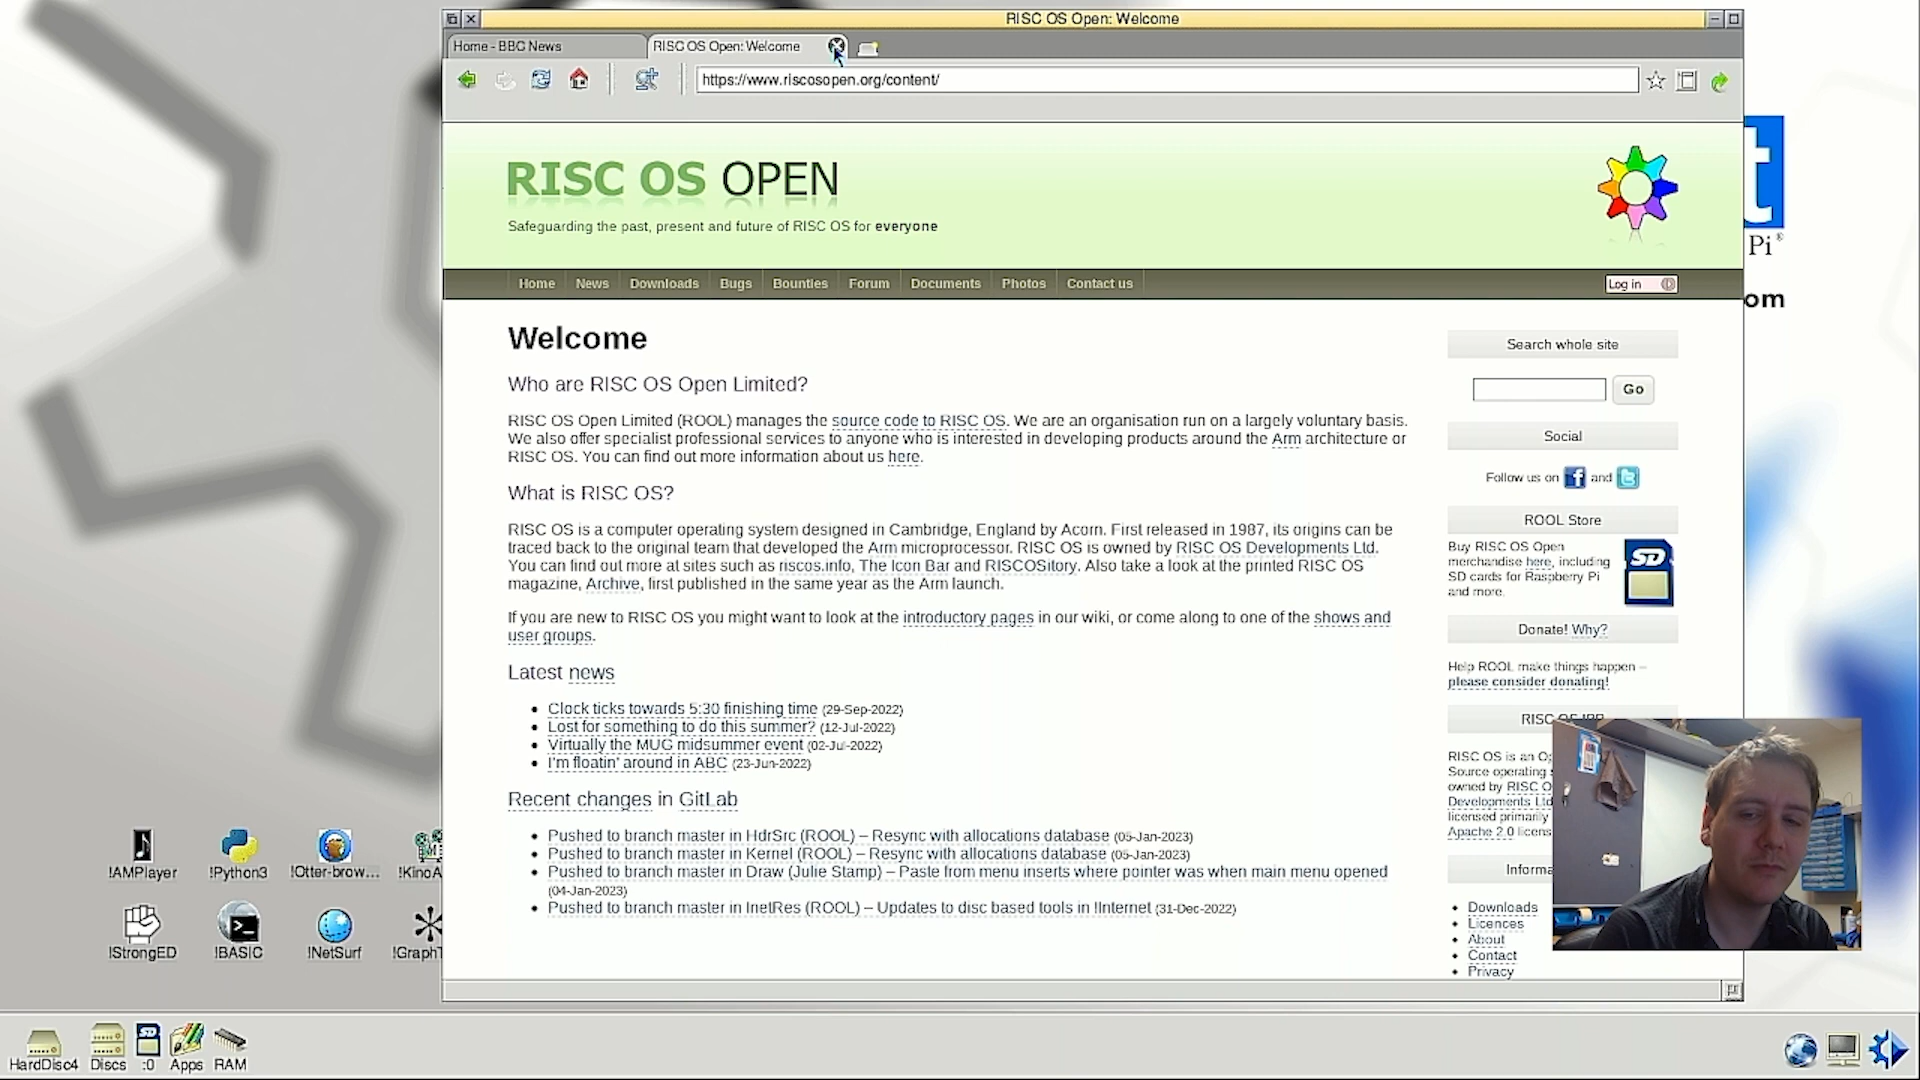 RISC OS Open: Welcome
Home - BBC News
RISC OS Open: Welcome
https://www.riscosopen.org/content/
RISC OS OPEN
Safeguarding the past, present and future of RISC OS for everyone
t
Pi®
om
Home News Downloads Bugs Bounties Forum Documents Photos Contact us
Log in
Welcome
Who are RISC OS Open Limited?
RISC OS Open Limited (ROOL) manages the source code to RISC OS. We are an organisation run on a largely voluntary basis.
We also offer specialist professional services to anyone who is interested in developing products around the Arm architecture or
RISC OS. You can find out more information about us here.
What is RISC OS?
RISC OS is a computer operating system designed in Cambridge, England by Acorn. First released in 1987, its origins can be
traced back to the original team that developed the Arm microprocessor. RISC OS is owned by RISC OS Developments Ltd.
You can find out more at sites such as riscos.info, The Icon Bar and RISCOSitory. Also take a look at the printed RISC OS
magazine, Archive, first published in the same year as the Arm launch.
If you are new to RISC OS you might want to look at the introductory pages in our wiki, or come along to one of the shows and
user groups.
Latest news
Clock ticks towards 5:30 finishing time (29-Sep-2022)
Lost for something to do this summer? (12-Jul-2022)
Virtually the MUG midsummer event (02-Jul-2022)
I'm floatin' around in ABC (23-Jun-2022)
Recent changes in GitLab
Pushed to branch master in HdrSrc (ROOL) – Resync with allocations database (05-Jan-2023)
Pushed to branch master in Kernel (ROOL) – Resync with allocations database (05-Jan-2023)
Pushed to branch master in Draw (Julie Stamp) – Paste from menu inserts where pointer was when main menu opened
(04-Jan-2023)
Pushed to branch master in InetRes (ROOL) – Updates to disc based tools in !Internet (31-Dec-2022)
Search whole site
Go
Social
Follow us on f and t
ROOL Store
Buy RISC OS Open
merchandise here, including
SD cards for Raspberry Pi
and more.
SD
Donate! Why?
Help ROOL make things happen –
please consider donating!
RISC OS IPR
RISC OS is an O
Source operating
owned by RISC O
Developments Ltd
licensed primarily
Apache 2.0 licens
Informa
Downloads
Licences
About
Contact
Privacy
!AMPlayer !Python3 !Otter-brow... !KinoA
!StrongED !BASIC !NetSurf !GraphT
HardDisc4 Discs :0 Apps RAM